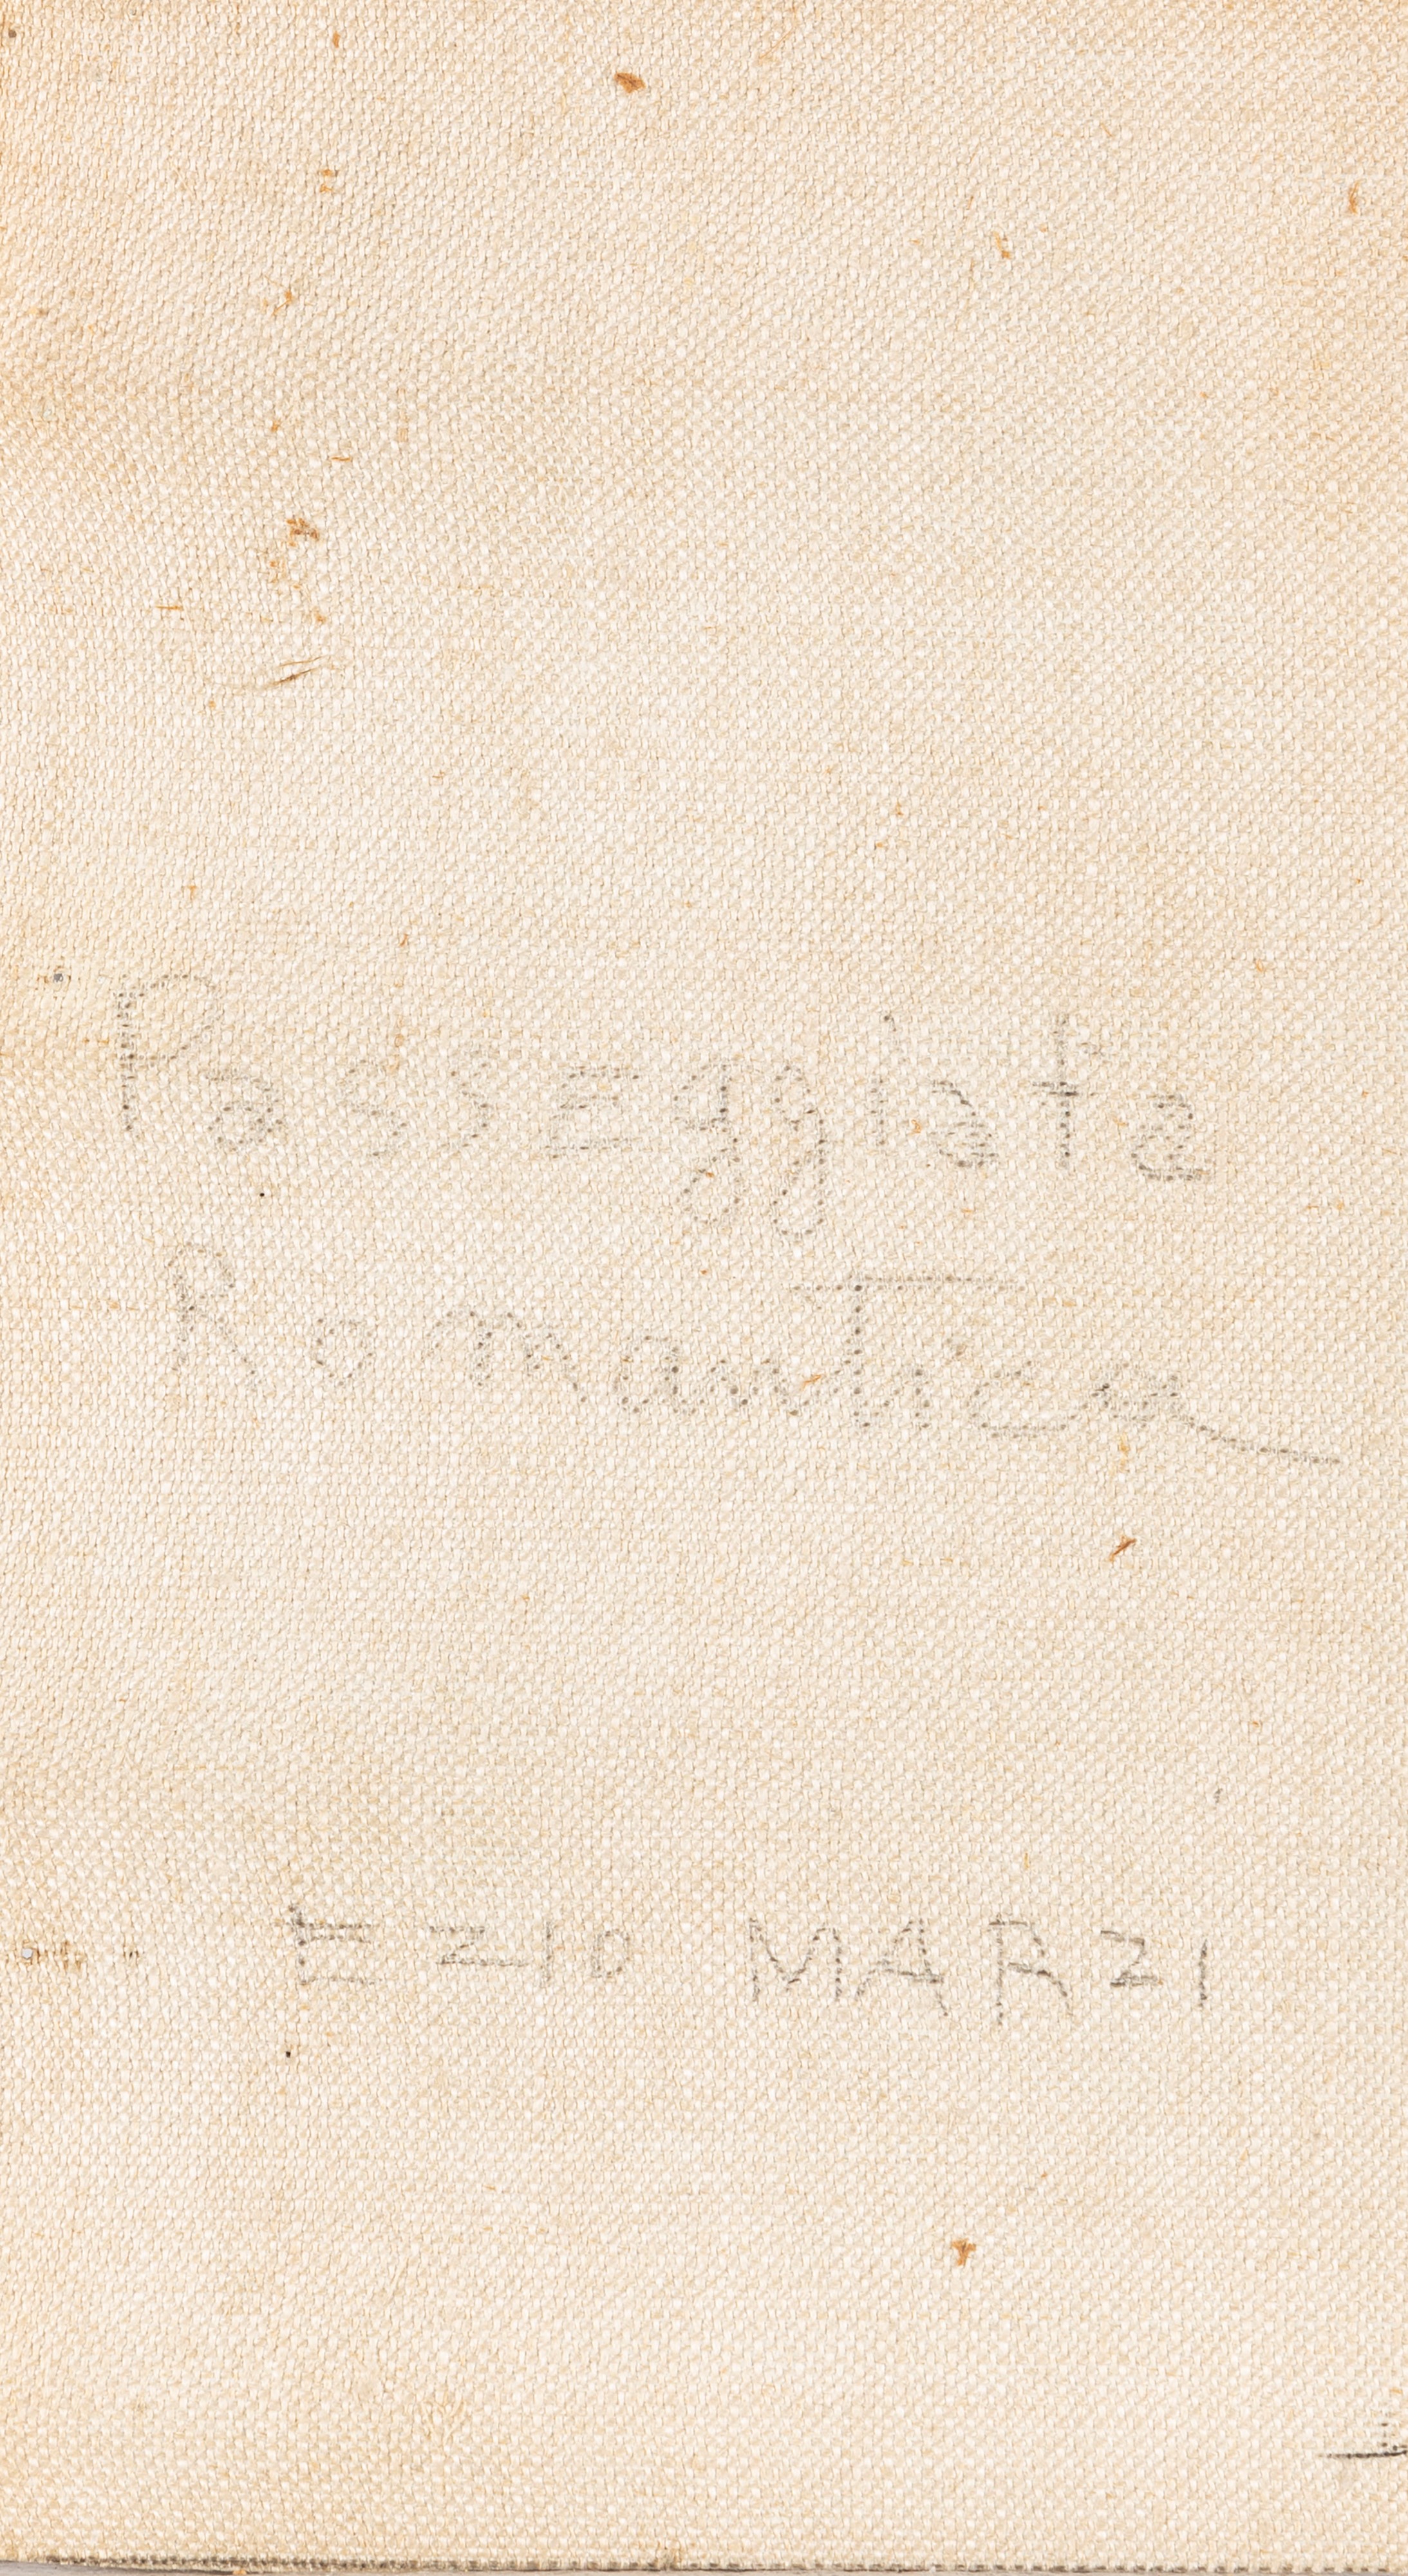 Passeggiata
Romantica
EZIO MARZI